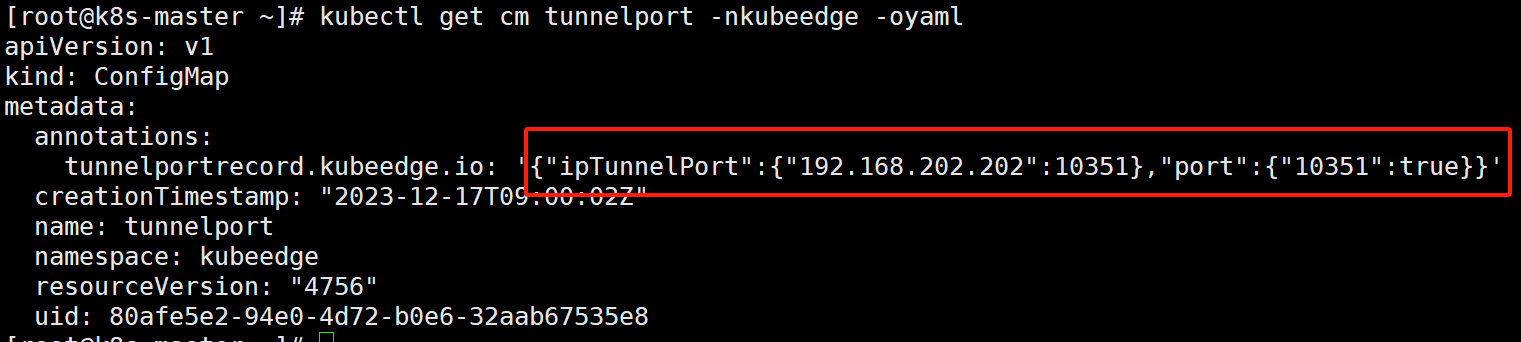 [root@k8s-master ~]# kubectl get cm tunnelport -nkubeedge -oyaml
apiVersion: v1
kind: ConfigMap
metadata:
  annotations:
    tunnelportrecord.kubeedge.io: '{"ipTunnelPort":{"192.168.202.202":10351},"port":{"10351":true}}'
  creationTimestamp: "2023-12-17T09:00:02Z"
  name: tunnelport
  namespace: kubeedge
  resourceVersion: "4756"
  uid: 80afe5e2-94e0-4d72-b0e6-32aab67535e8
[root@k8s-master ~]#